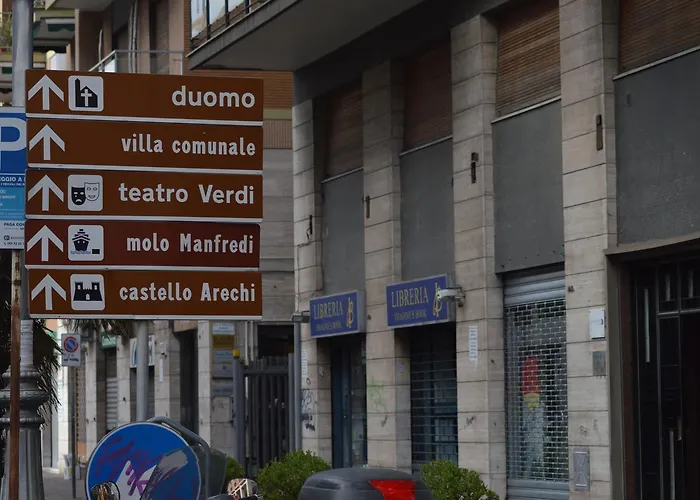 duomo
villa comunale
teatro Verdi
molo Manfredi
castello Arechi
P
LIBRERIA
LIBRERIA